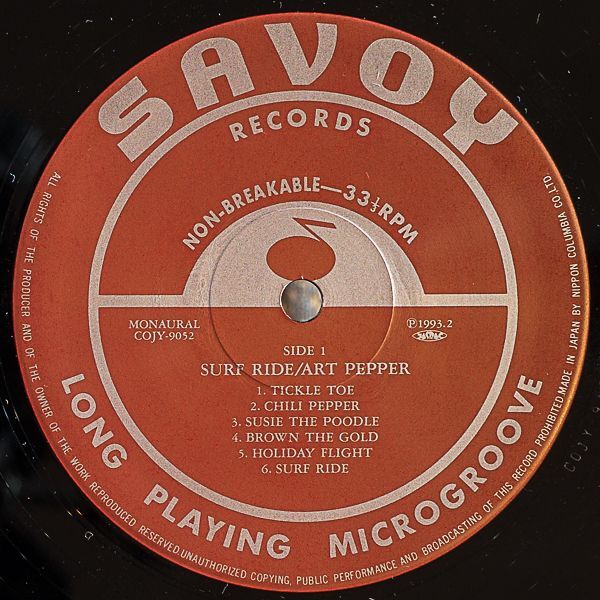 SAVOY
RECORDS
NON-BREAKABLE—33⅓RPM
MONAURAL
COJY-9052
Ⓟ1993.2
SIDE 1
SURF RIDE/ART PEPPER
1. TICKLE TOE
2. CHILI PEPPER
3. SUSIE THE POODLE
4. BROWN THE GOLD
5. HOLIDAY FLIGHT
6. SURF RIDE
LONG PLAYING MICROGROOVE
ALL RIGHTS OF THE PRODUCER AND OF THE OWNER OF THE WORK REPRODUCED RESERVED.UNAUTHORIZED COPYING, PUBLIC PERFORMANCE AND BROADCASTING OF THIS RECORD PROHIBITED.MADE IN JAPAN BY NIPPON COLUMBIA CO.,LTD.